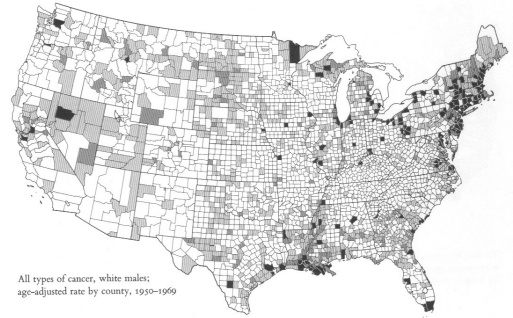 All types of cancer, white males;
age-adjusted rate by county, 1950–1969